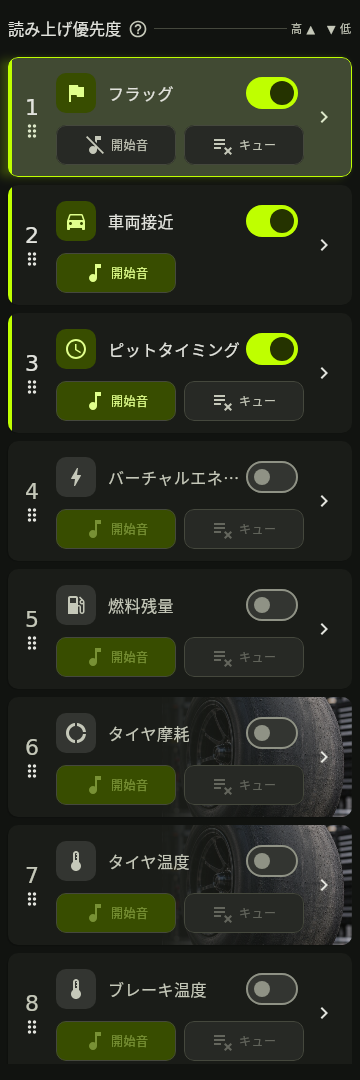 読み上げ優先度 高▲ ▼低
1 フラッグ
開始音 キュー
2 車両接近
開始音
3 ピットタイミング
開始音 キュー
4 バーチャルエネ…
開始音 キュー
5 燃料残量
開始音 キュー
6 タイヤ摩耗
開始音 キュー
7 タイヤ温度
開始音 キュー
8 ブレーキ温度
開始音 キュー